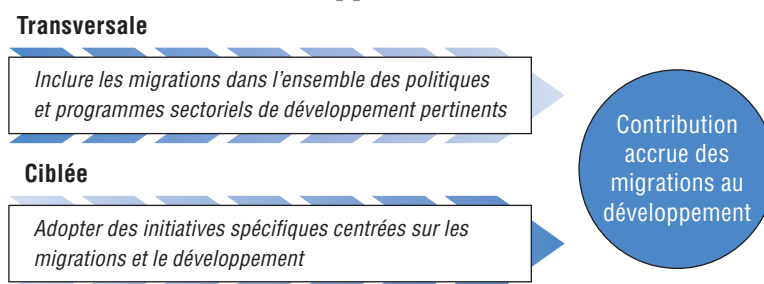 Transversale
Inclure les migrations dans l'ensemble des politiques
et programmes sectoriels de développement pertinents
Ciblée
Adopter des initiatives spécifiques centrées sur les
migrations et le développement
Contribution
accrue des
migrations au
développement